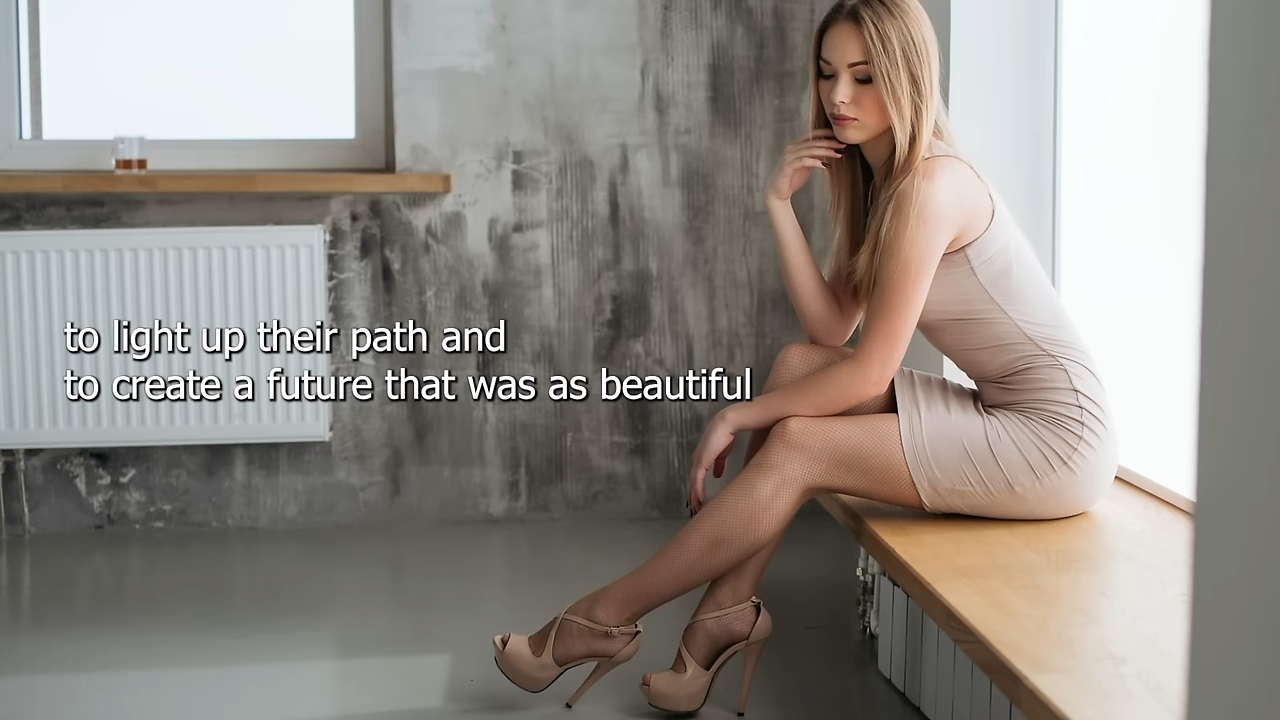 to light up their path and
to create a future that was as beautiful